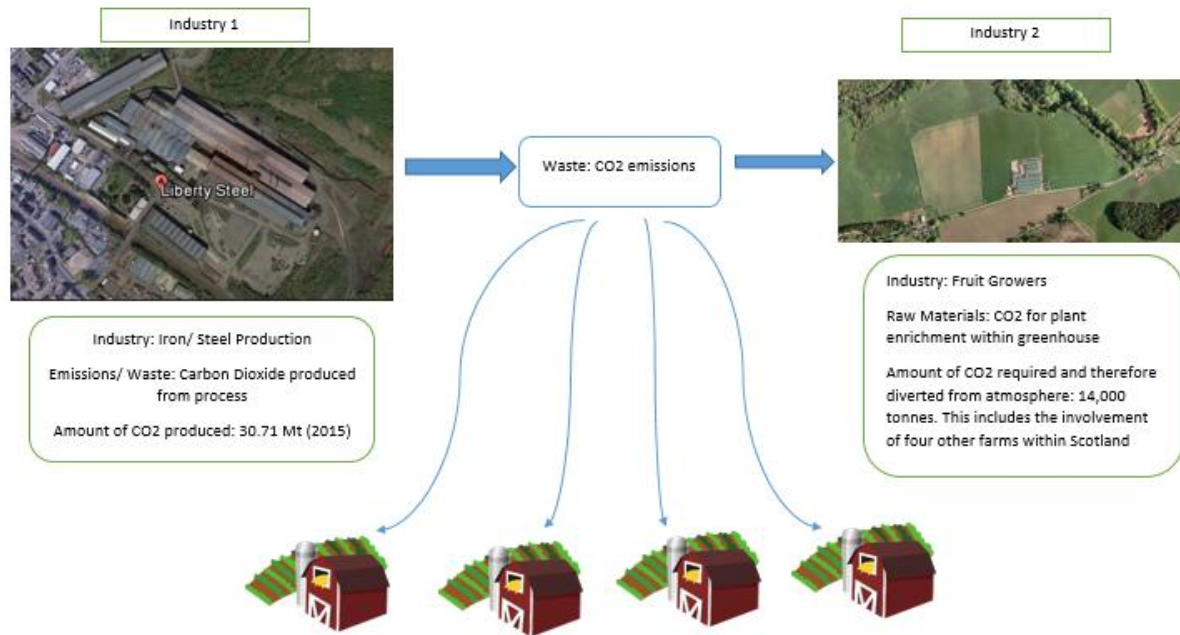 Industry 1
Industry 2
Liberty Steel
Waste: CO2 emissions
Industry: Iron/ Steel Production
Emissions/ Waste: Carbon Dioxide produced
from process
Amount of CO2 produced: 30.71 Mt (2015)
Industry: Fruit Growers
Raw Materials: CO2 for plant
enrichment within greenhouse
Amount of CO2 required and therefore
diverted from atmosphere: 14,000
tonnes. This includes the involvement
of four other farms within Scotland